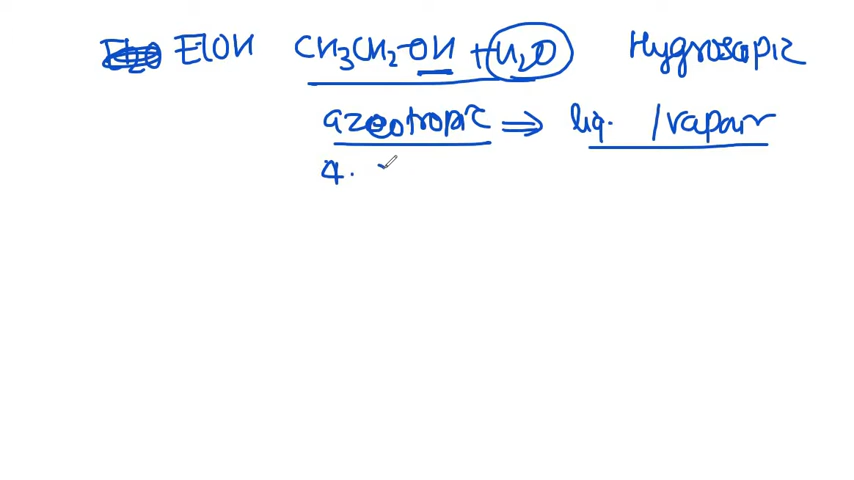 EtOH CH3CH2-OH + H2O Hygroscopic
azeotropic ⇒ liq. /vapour
4.